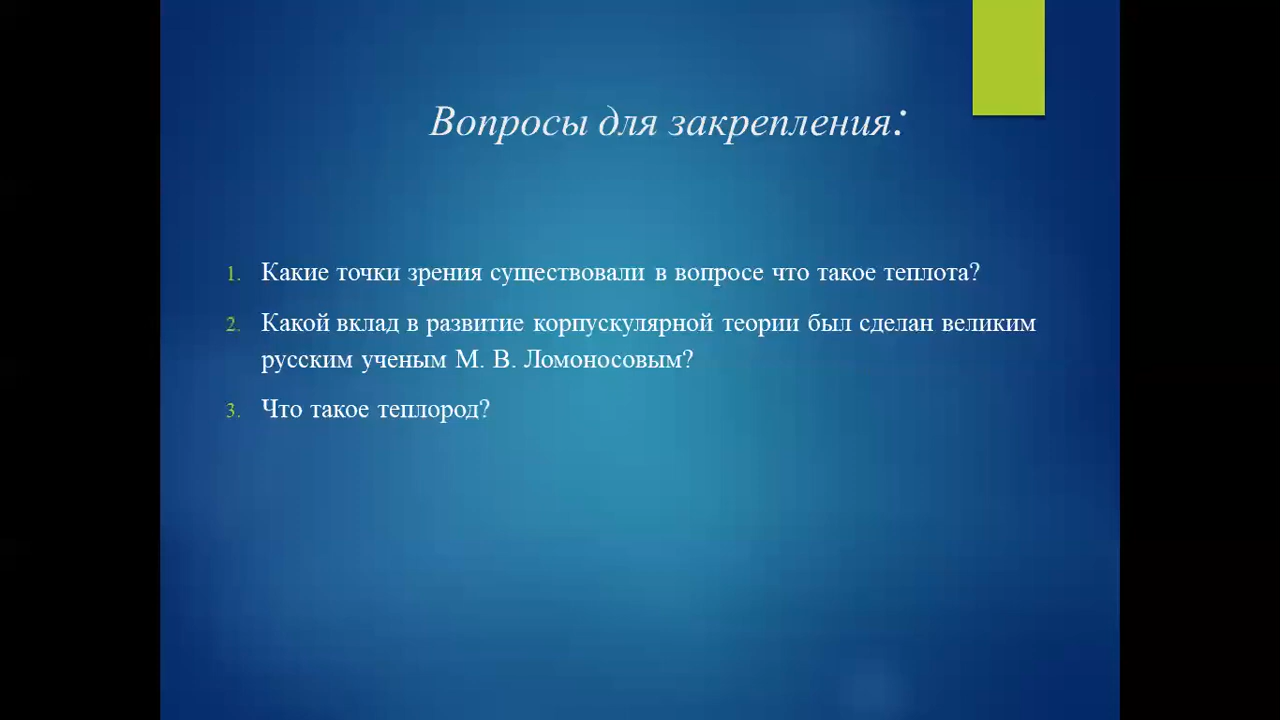 Вопросы для закрепления:
1. Какие точки зрения существовали в вопросе что такое теплота?
2. Какой вклад в развитие корпускулярной теории был сделан великим
русским ученым М. В. Ломоносовым?
3. Что такое теплород?